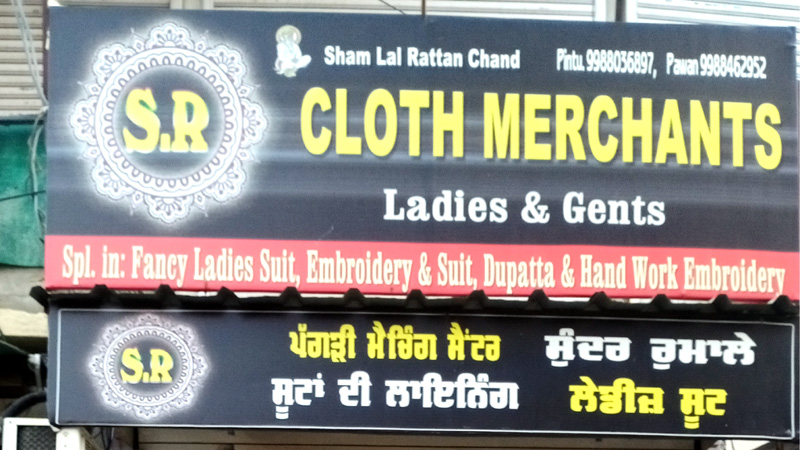 Sham Lal Rattan Chand Pintu. 9988036897, Pawan 9988462952
S.R
CLOTH MERCHANTS
Ladies & Gents
Spl. in: Fancy Ladies Suit, Embroidery & Suit, Dupatta & Hand Work Embroidery
S.R
ਪੱਗੜੀ ਮੈਚਿੰਗ ਸੈਂਟਰ ਸੁੰਦਰ ਰੁਮਾਲੇ
ਸੂਟਾਂ ਦੀ ਲਾਇਨਿੰਗ ਲੇਡੀਜ਼ ਸੂਟ